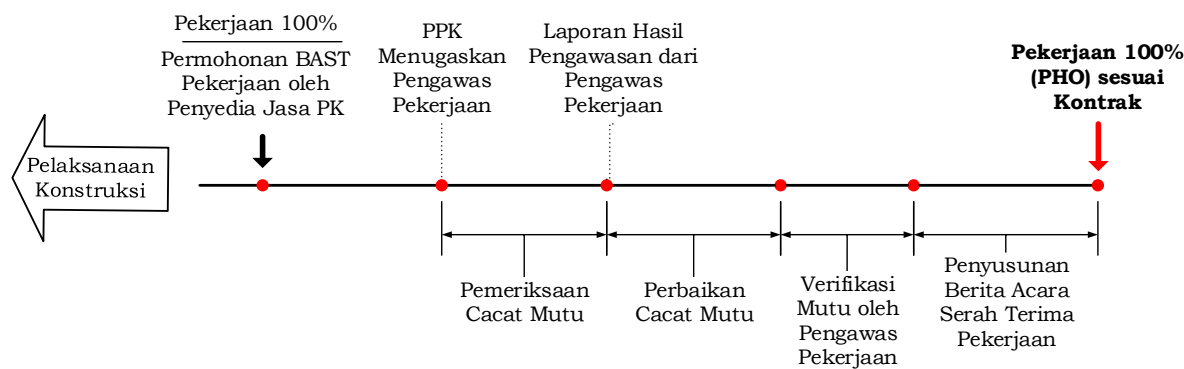 Pekerjaan 100%
Permohonan BAST
Pekerjaan oleh
Penyedia Jasa PK
PPK
Menugaskan
Pengawas
Pekerjaan
Laporan Hasil
Pengawasan dari
Pengawas
Pekerjaan
Pekerjaan 100%
(PHO) sesuai
Kontrak
Pelaksanaan
Konstruksi
Pemeriksaan
Cacat Mutu
Perbaikan
Cacat Mutu
Verifikasi
Mutu oleh
Pengawas
Pekerjaan
Penyusunan
Berita Acara
Serah Terima
Pekerjaan